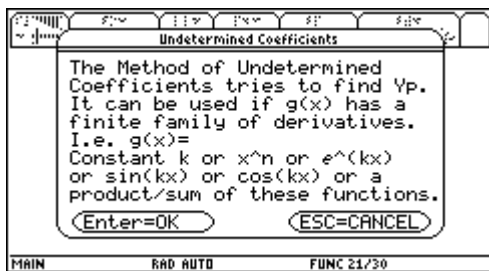 Undetermined Coefficients
The Method of Undetermined
Coefficients tries to find Yp.
It can be used if g(x) has a
finite family of derivatives.
I.e. g(x)=
Constant k or x^n or e^(kx)
or sin(kx) or cos(kx) or a
product/sum of these functions.
Enter=OK ESC=CANCEL
MAIN RAD AUTO FUNC 21/30